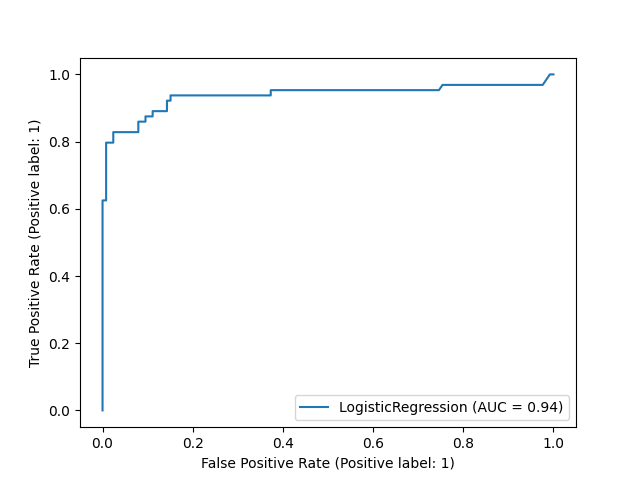 1.0
0.8
0.6
0.4
0.2
0.0
True Positive Rate (Positive label: 1)
LogisticRegression (AUC = 0.94)
0.0 0.2 0.4 0.6 0.8 1.0
False Positive Rate (Positive label: 1)